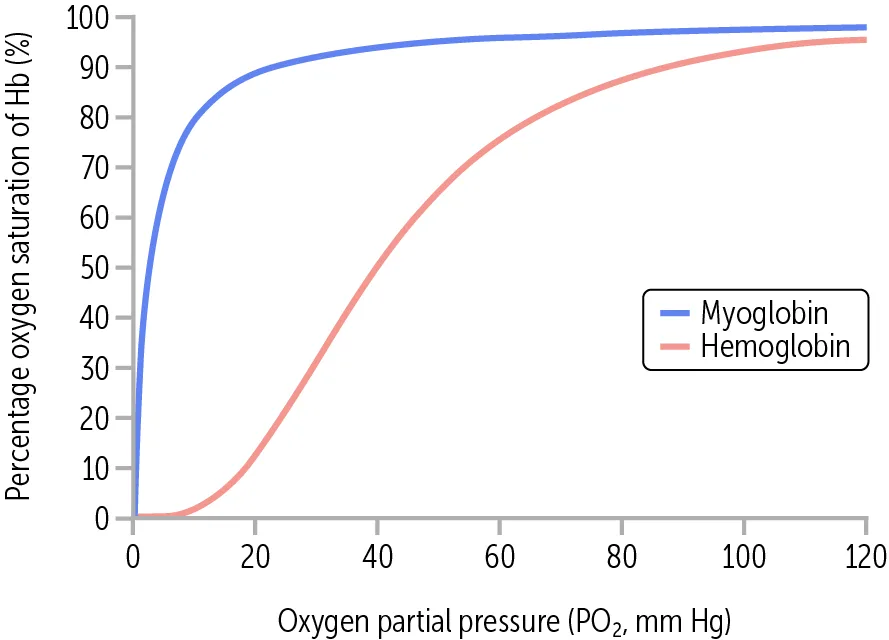 Percentage oxygen saturation of Hb (%)
100
90
80
70
60
50
40
30
20
10
0
Myoglobin
Hemoglobin
0 20 40 60 80 100 120
Oxygen partial pressure (PO₂, mm Hg)